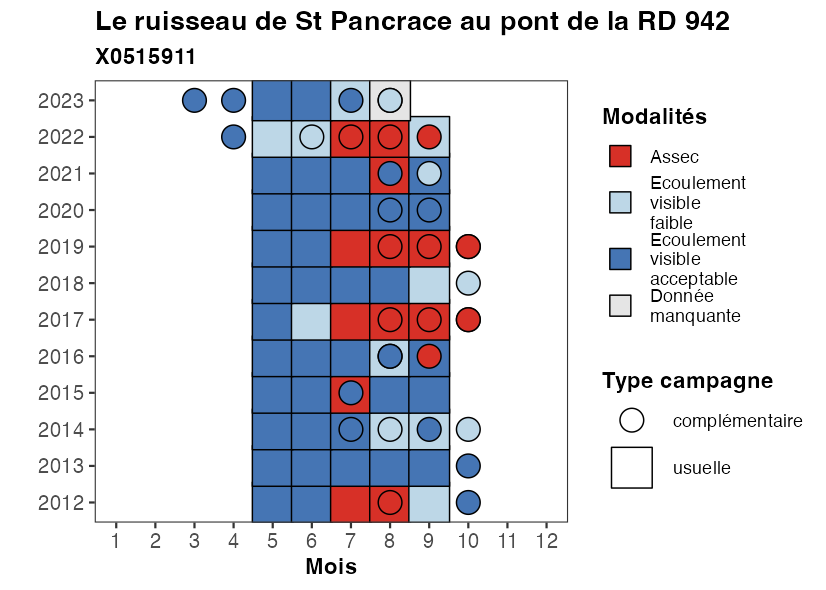 Le ruisseau de St Pancrace au pont de la RD 942
X0515911
2023
2022
2021
2020
2019
2018
2017
2016
2015
2014
2013
2012
1 2 3 4 5 6 7 8 9 10 11 12
Mois
Modalités
Assec
Ecoulement
visible
faible
Ecoulement
visible
acceptable
Donnée
manquante
Type campagne
complémentaire
usuelle